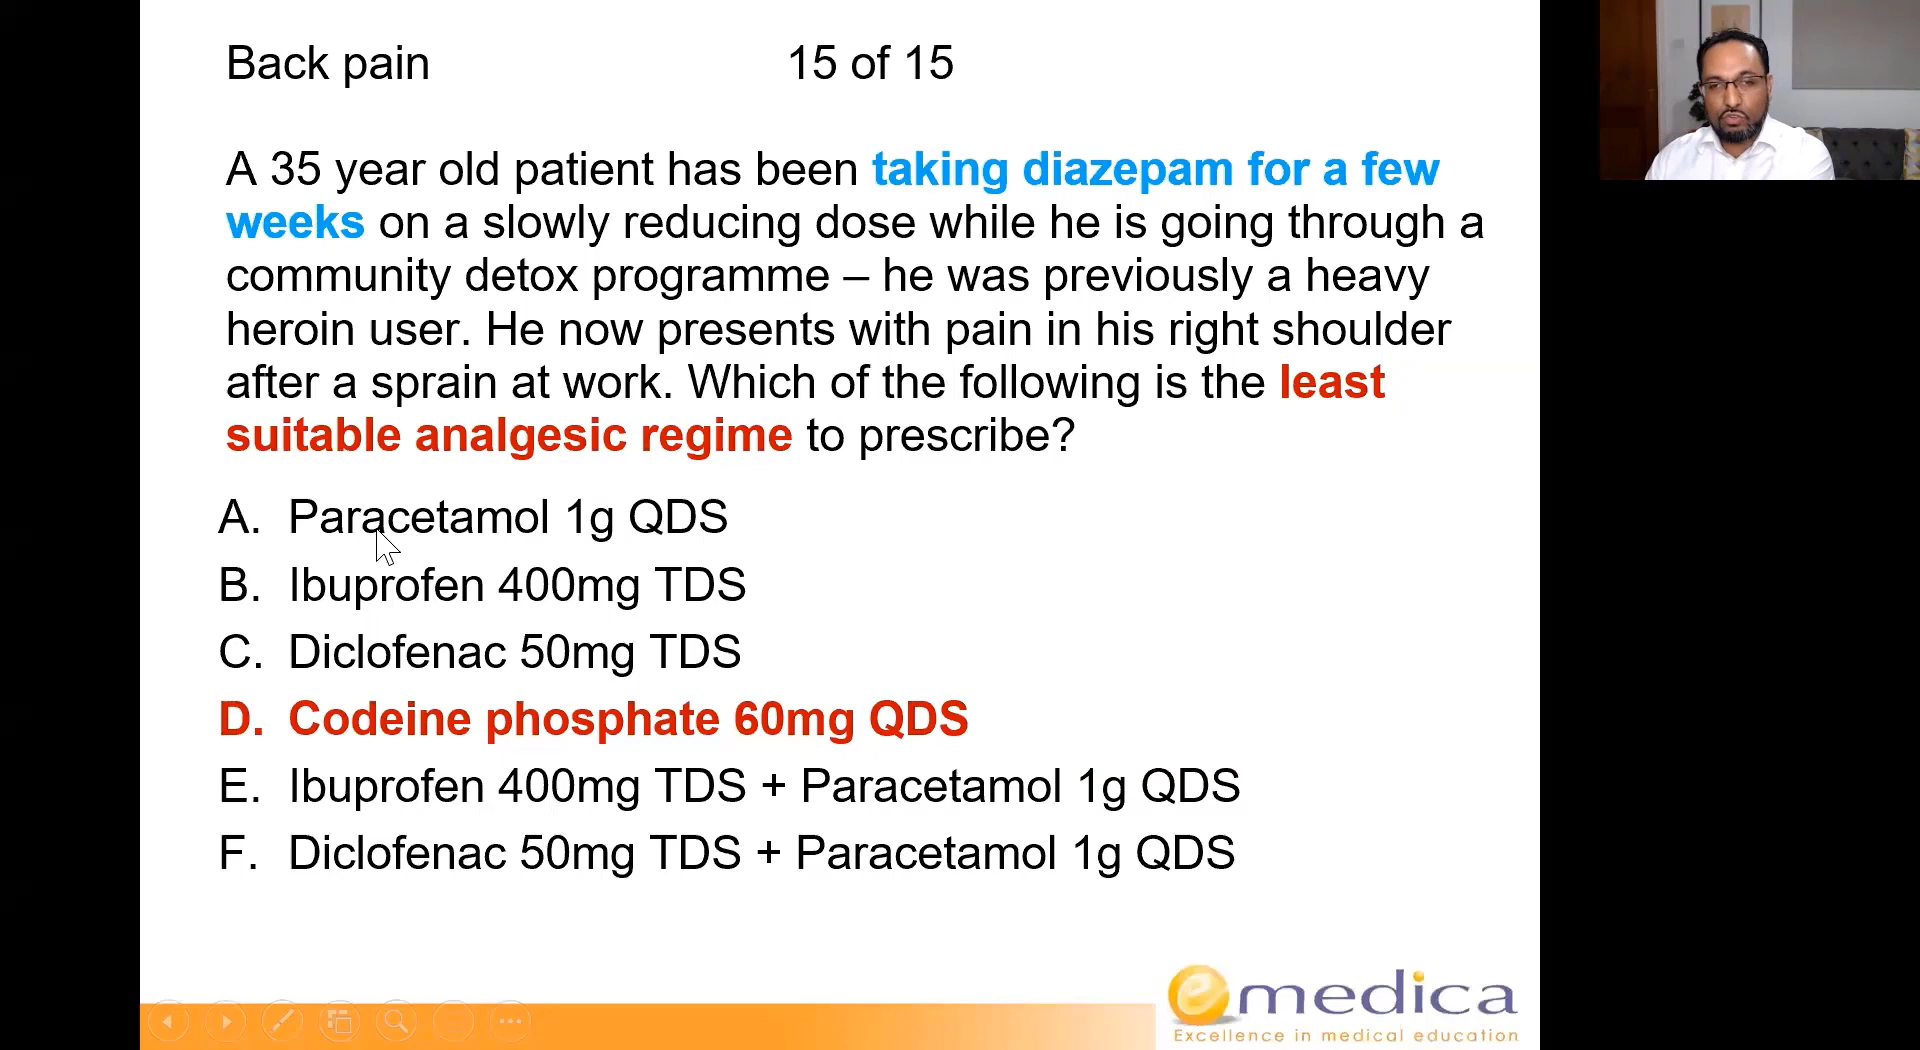 Back pain 15 of 15
A 35 year old patient has been taking diazepam for a few
weeks on a slowly reducing dose while he is going through a
community detox programme – he was previously a heavy
heroin user. He now presents with pain in his right shoulder
after a sprain at work. Which of the following is the least
suitable analgesic regime to prescribe?
A. Paracetamol 1g QDS
B. Ibuprofen 400mg TDS
C. Diclofenac 50mg TDS
D. Codeine phosphate 60mg QDS
E. Ibuprofen 400mg TDS + Paracetamol 1g QDS
F. Diclofenac 50mg TDS + Paracetamol 1g QDS
emedica
Excellence in medical education